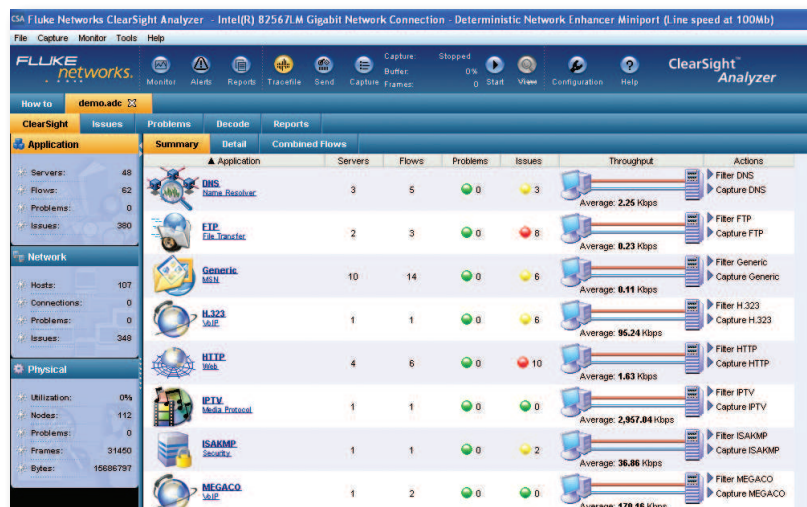 CSA Fluke Networks ClearSight Analyzer - Intel(R) 82567LM Gigabit Network Connection - Deterministic Network Enhancer Miniport (Line speed at 100Mb)
File Capture Monitor Tools Help
FLUKE networks.
Monitor Alerts Reports Tracefile Send Capture
Capture: Stopped
Buffer: 0%
Frames: 0
Start View Configuration Help
ClearSight™ Analyzer
How to demo.adc
ClearSight Issues Problems Decode Reports
Application
Servers: 48
Flows: 62
Problems: 0
Issues: 380
Network
Hosts: 107
Connections: 0
Problems: 0
Issues: 348
Physical
Utilization: 0%
Nodes: 112
Problems: 0
Frames: 31450
Bytes: 15686797
Summary Detail Combined Flows
▲ Application Servers Flows Problems Issues Throughput Actions
DNS Name Resolver 3 5 0 3 Average: 2.25 Kbps Filter DNS Capture DNS
FTP File Transfer 2 3 0 8 Average: 0.23 Kbps Filter FTP Capture FTP
Generic MSN 10 14 0 6 Average: 0.11 Kbps Filter Generic Capture Generic
H.323 VoIP 1 1 0 6 Average: 95.24 Kbps Filter H.323 Capture H.323
HTTP Web 4 6 0 10 Average: 1.63 Kbps Filter HTTP Capture HTTP
IPTV Media Protocol 1 1 0 0 Average: 2,957.04 Kbps Filter IPTV Capture IPTV
ISAKMP Security 1 1 0 2 Average: 36.86 Kbps Filter ISAKMP Capture ISAKMP
MEGACO VoIP 1 2 0 0 Average: 178.16 Kbps Filter MEGACO Capture MEGACO